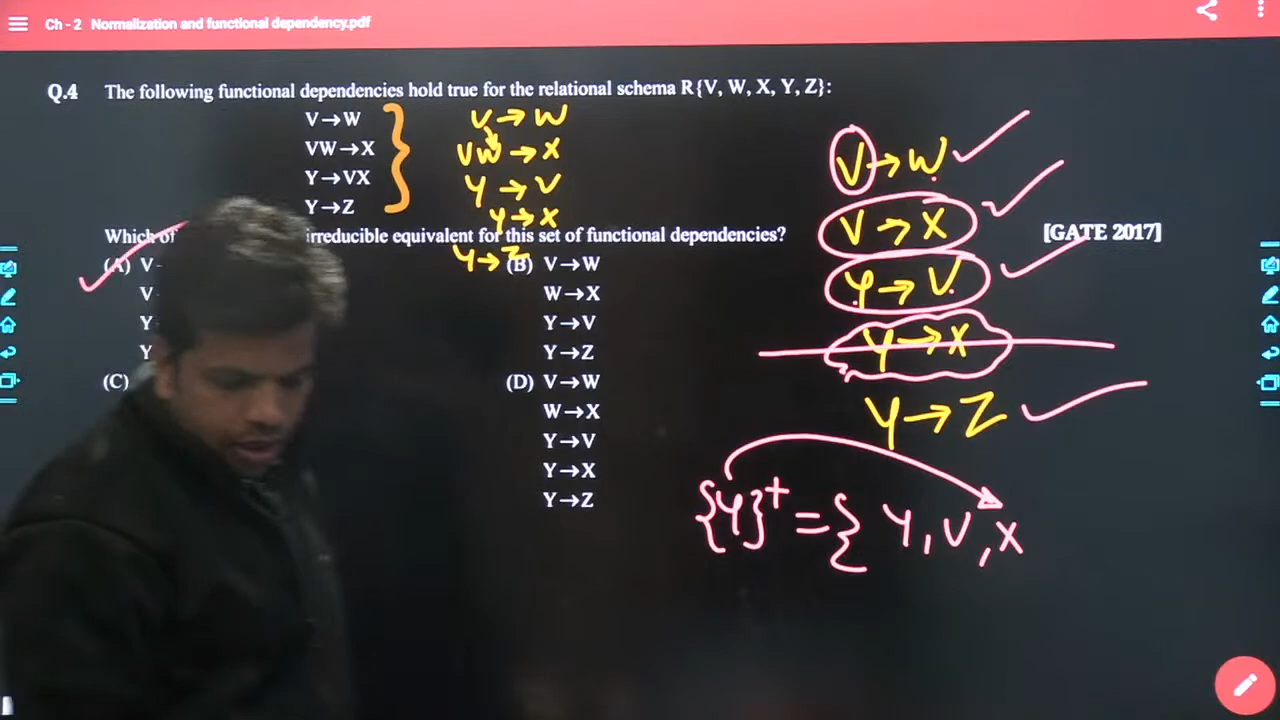 Ch - 2 Normalization and functional dependency.pdf
Q.4 The following functional dependencies hold true for the relational schema R{V, W, X, Y, Z}:
V→W
VW→X
Y→VX
Y→Z
V→W
VW→X
Y→V
Y→X
Y→Z
Which of irreducible equivalent for this set of functional dependencies? [GATE 2017]
(A) V
V
Y
Y
(B) V→W
W→X
Y→V
Y→Z
(C)
(D) V→W
W→X
Y→V
Y→X
Y→Z
V→W
V→X
Y→V
Y→X
Y→Z
{Y}+ = { Y, V, X